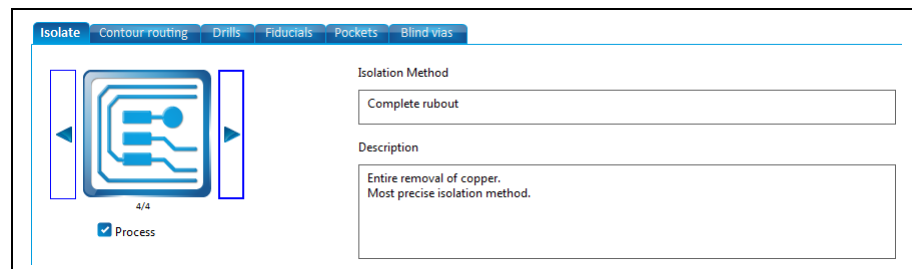 Isolate Contour routing Drills Fiducials Pockets Blind vias
Isolation Method
Complete rubout
Description
Entire removal of copper.
Most precise isolation method.
4/4
Process